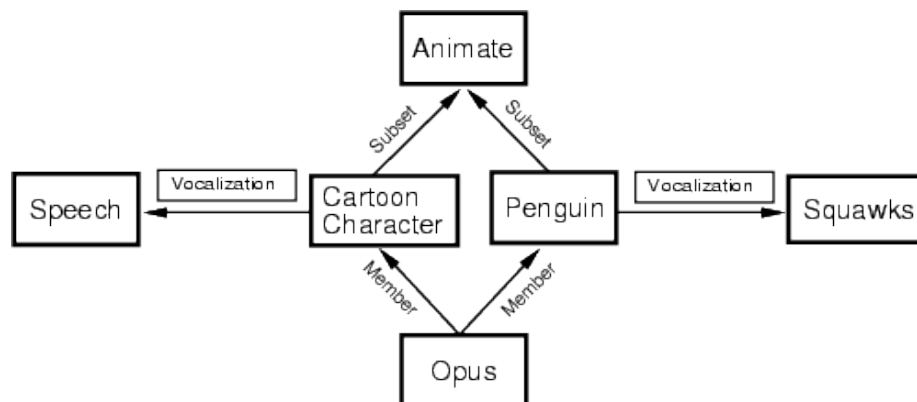 Animate
Subset
Subset
Vocalization
Vocalization
Speech
Cartoon
Character
Penguin
Squawks
Member
Member
Opus